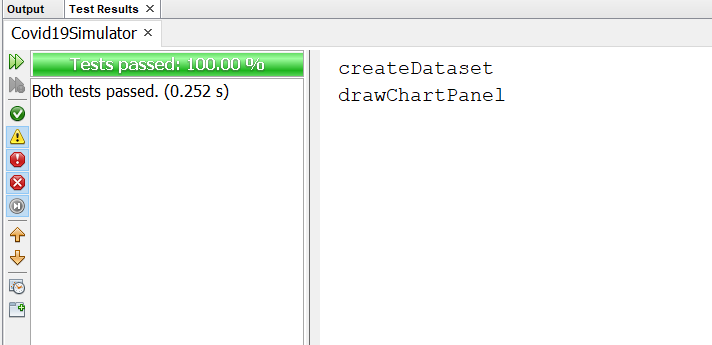 Output
Test Results
Covid19Simulator
Tests passed: 100.00 %
Both tests passed. (0.252 s)
createDataset
drawChartPanel